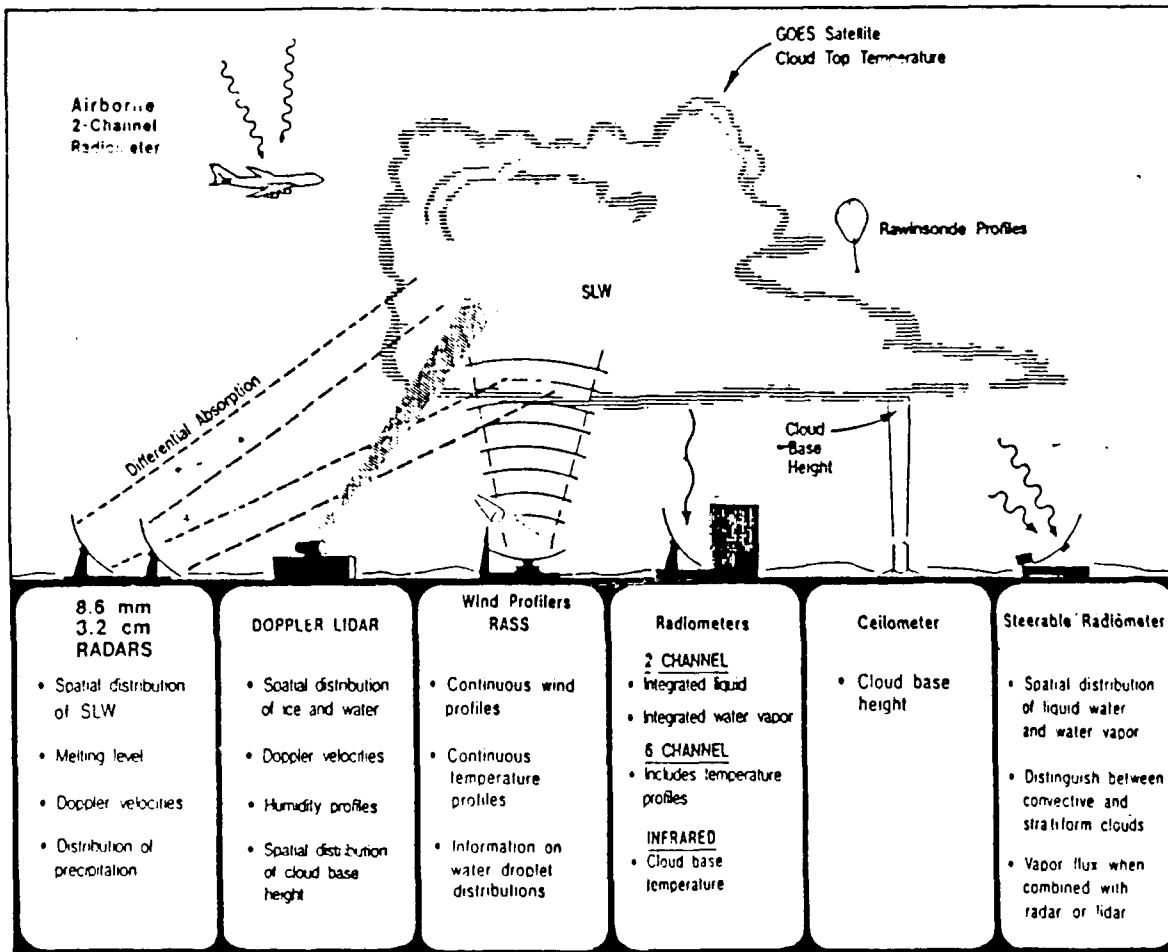 GOES Satellite
Cloud Top Temperature
Airborne
2-Channel
Radiometer
Rawinsonde Profiles
SLW
Differential Absorption
Cloud
Base
Height
8.6 mm
3.2 cm
RADARS
• Spatial distribution
of SLW
• Melting level
• Doppler velocities
• Distribution of
precipitation
DOPPLER LIDAR
• Spatial distribution
of ice and water
• Doppler velocities
• Humidity profiles
• Spatial distribution
of cloud base
height
Wind Profilers
RASS
• Continuous wind
profiles
• Continuous
temperature
profiles
• Information on
water droplet
distributions
Radiometers
2 CHANNEL
• Integrated liquid
• Integrated water vapor
6 CHANNEL
• Includes temperature
profiles
INFRARED
• Cloud base
temperature
Ceilometer
• Cloud base
height
Steerable Radiometer
• Spatial distribution
of liquid water
and water vapor
• Distinguish between
convective and
stratiform clouds
• Vapor flux when
combined with
radar or lidar